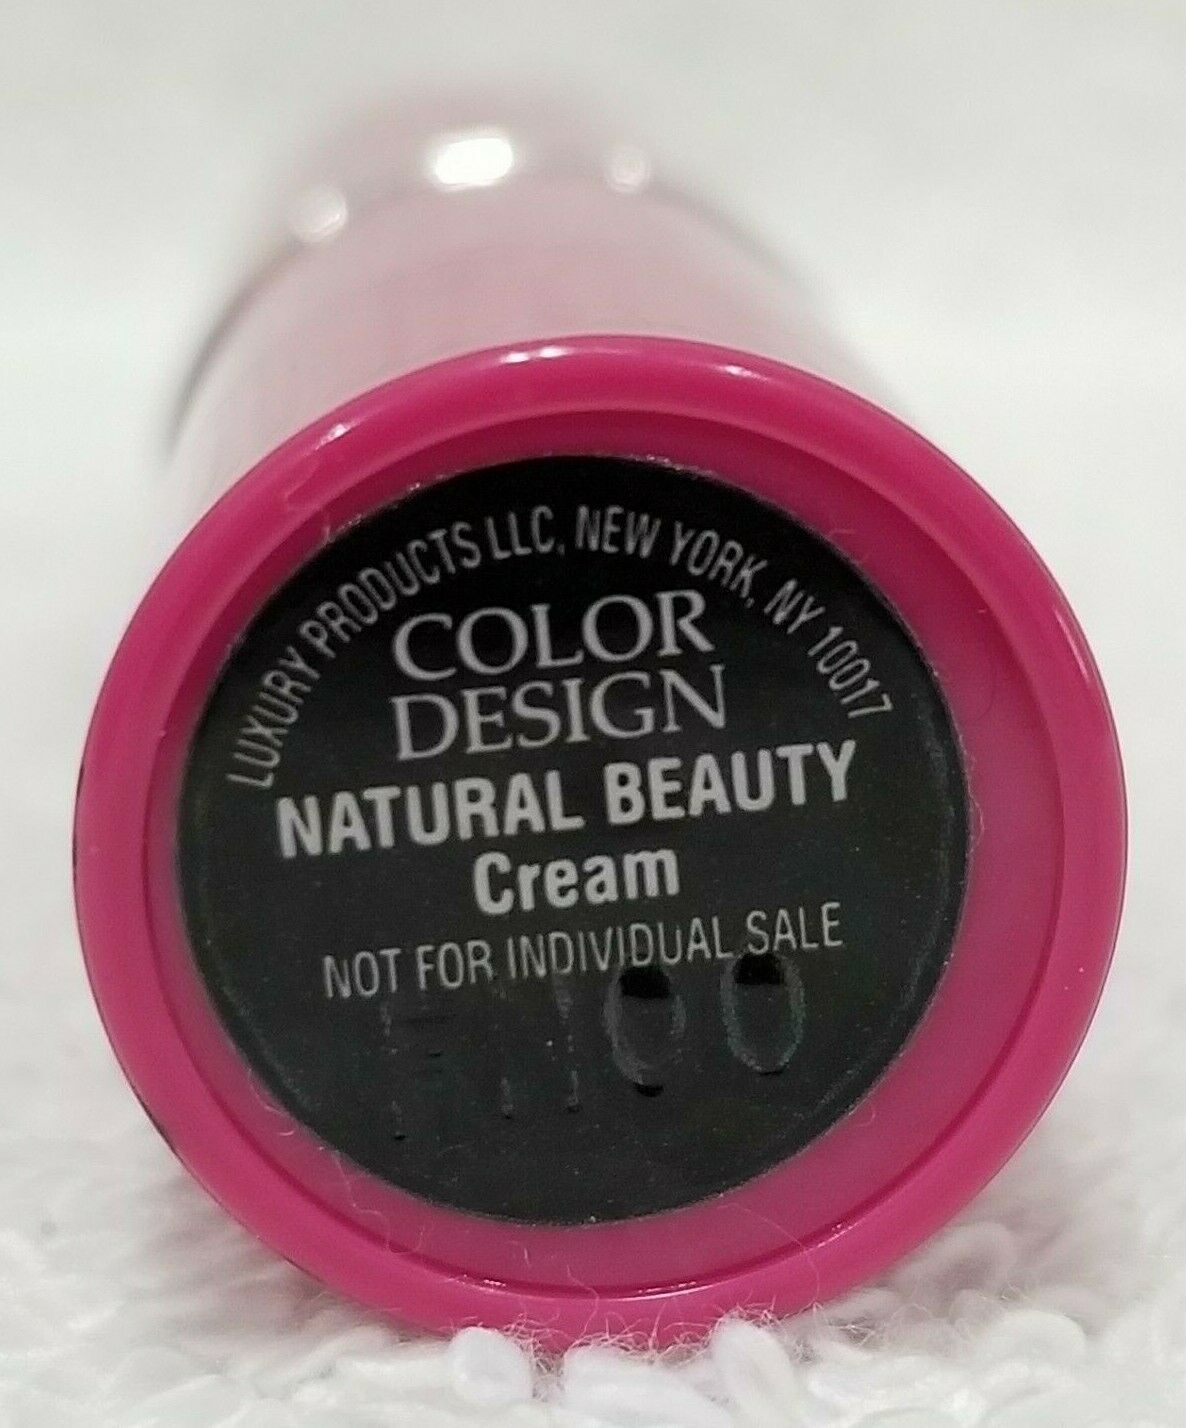 LUXURY PRODUCTS LLC, NEW YORK, NY 10017
COLOR
DESIGN
NATURAL BEAUTY
Cream
NOT FOR INDIVIDUAL SALE